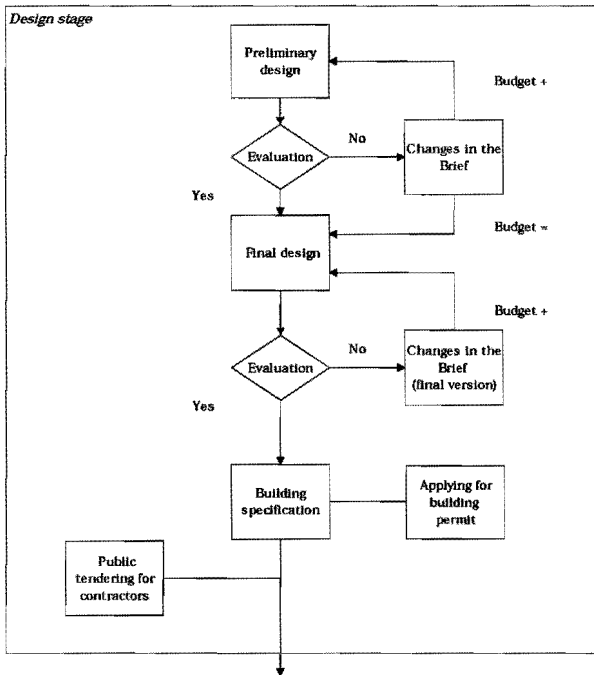 Design stage
Preliminary
design
Budget +
No
Evaluation
Changes in the
Brief
Yes
Budget =
Final design
Budget +
No
Evaluation
Changes in the
Brief
(final version)
Yes
Building
specification
Applying for
building
permit
Public
tendering for
contractors